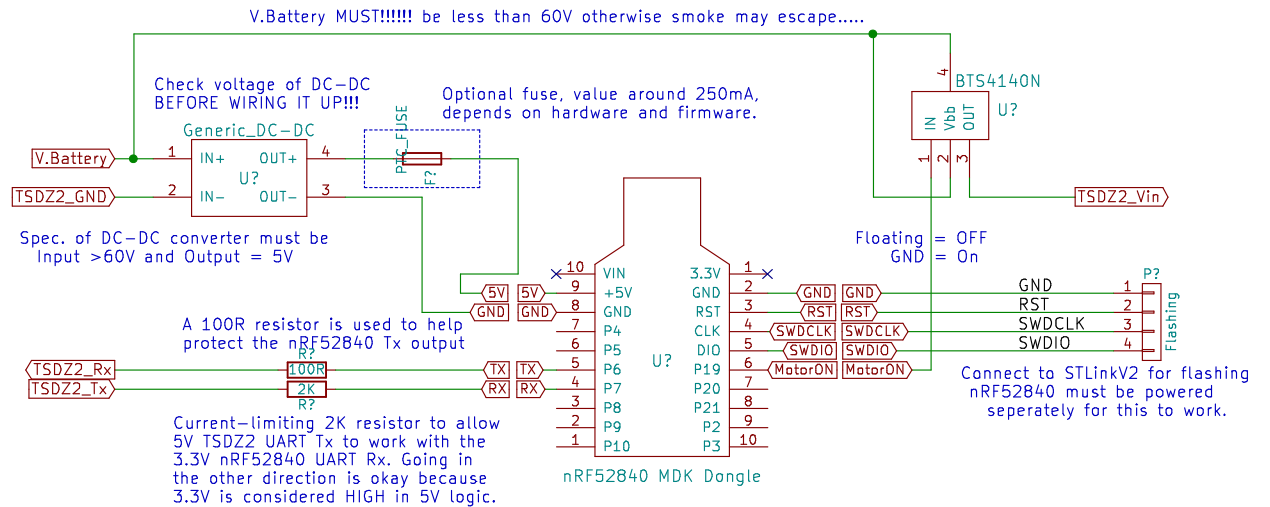 V.Battery MUST!!!!!! be less than 60V otherwise smoke may escape.....
Check voltage of DC-DC
BEFORE WIRING IT UP!!!
Generic_DC-DC
V.Battery
1
IN+
OUT+
4
U?
TSDZ2_GND
2
IN-
OUT-
3
Spec. of DC-DC converter must be
Input >60V and Output = 5V
Optional fuse, value around 250mA,
depends on hardware and firmware.
PTC_FUSE
F?
4
BTS4140N
U?
IN
Vbb
OUT
1
2
3
TSDZ2_Vin
Floating = OFF
GND = On
A 100R resistor is used to help
protect the nRF52840 Tx output
R?
TSDZ2_Rx
100R
TX
TX
TSDZ2_Tx
2K
RX
RX
R?
Current-limiting 2K resistor to allow
5V TSDZ2 UART Tx to work with the
3.3V nRF52840 UART Rx. Going in
the other direction is okay because
3.3V is considered HIGH in 5V logic.
5V
5V
GND
GND
10
VIN
9
+5V
8
GND
7
P4
6
P5
5
P6
4
P7
3
P8
2
P9
1
P10
U?
3.3V
1
GND
2
RST
3
CLK
4
DIO
5
P19
6
P20
7
P21
8
P2
9
P3
10
nRF52840 MDK Dongle
GND
GND
RST
RST
SWDCLK
SWDCLK
SWDIO
SWDIO
MotorON
MotorON
P?
GND
1
RST
2
SWDCLK
3
SWDIO
4
Flashing
Connect to STLinkV2 for flashing
nRF52840 must be powered
seperately for this to work.